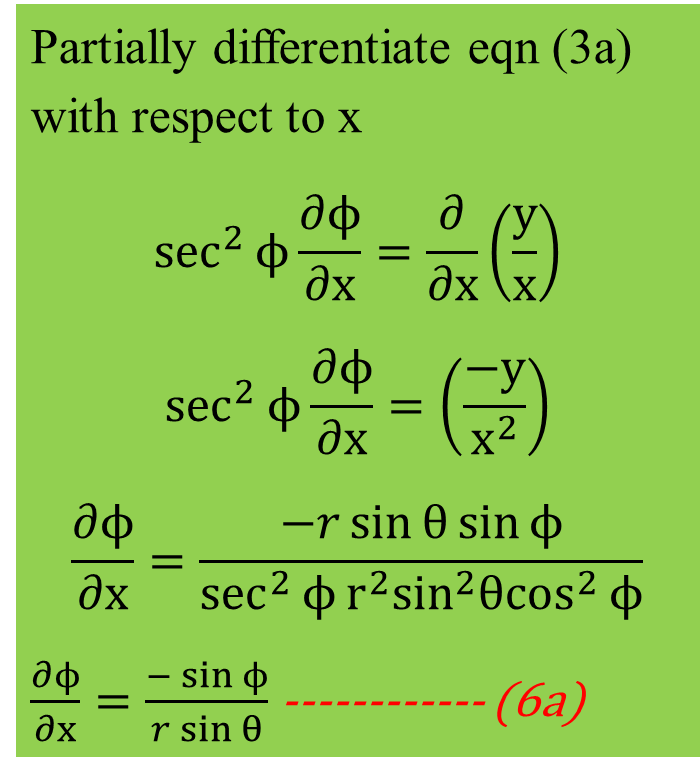 Partially differentiate eqn (3a)
with respect to x
sec² ϕ ∂ϕ/∂x = ∂/∂x (y/x)
sec² ϕ ∂ϕ/∂x = (−y/x²)
∂ϕ/∂x = −r sin θ sin ϕ / sec² ϕ r²sin²θcos² ϕ
∂ϕ/∂x = − sin ϕ / r sin θ ------------ (6a)